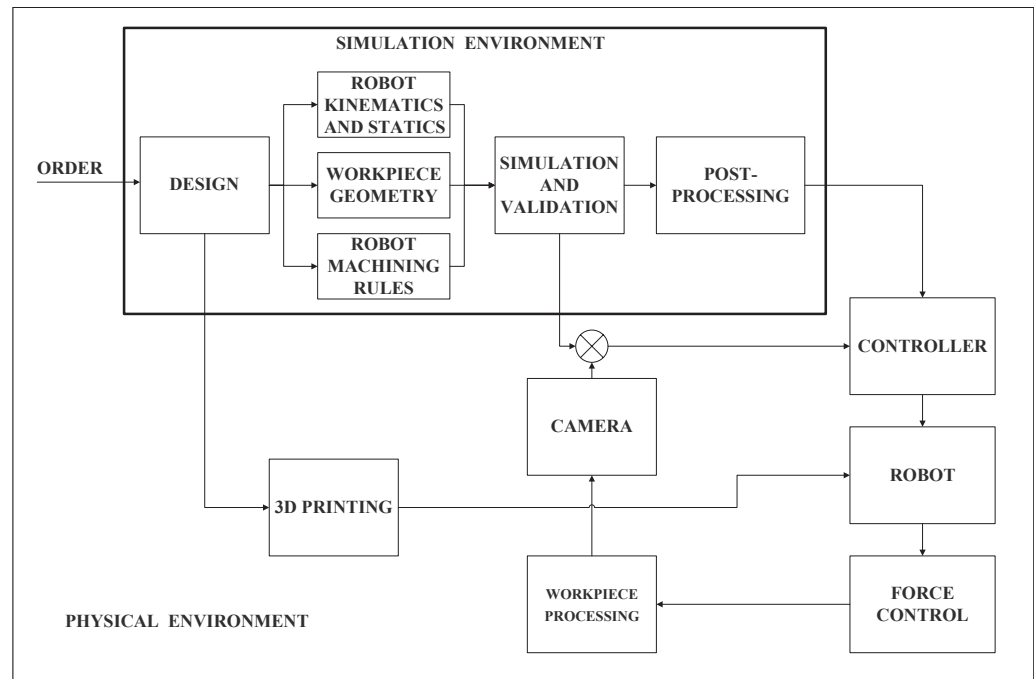 SIMULATION ENVIRONMENT
ORDER
DESIGN
ROBOT
KINEMATICS
AND STATICS
WORKPIECE
GEOMETRY
ROBOT
MACHINING
RULES
SIMULATION
AND
VALIDATION
POST-
PROCESSING
CONTROLLER
CAMERA
ROBOT
3D PRINTING
WORKPIECE
PROCESSING
FORCE
CONTROL
PHYSICAL ENVIRONMENT